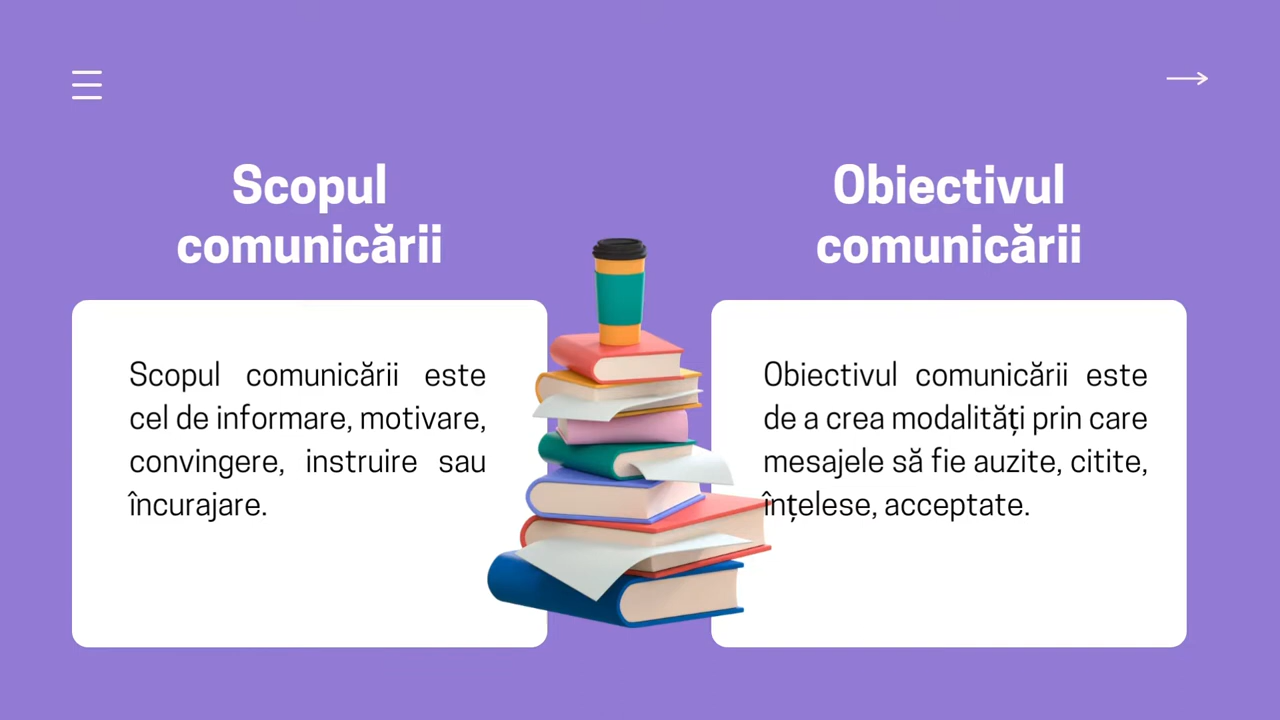 Scopul
comunicării
Scopul comunicării este
cel de informare, motivare,
convingere, instruire sau
încurajare.
Obiectivul
comunicării
Obiectivul comunicării este
de a crea modalități prin care
mesajele să fie auzite, citite,
înțelese, acceptate.